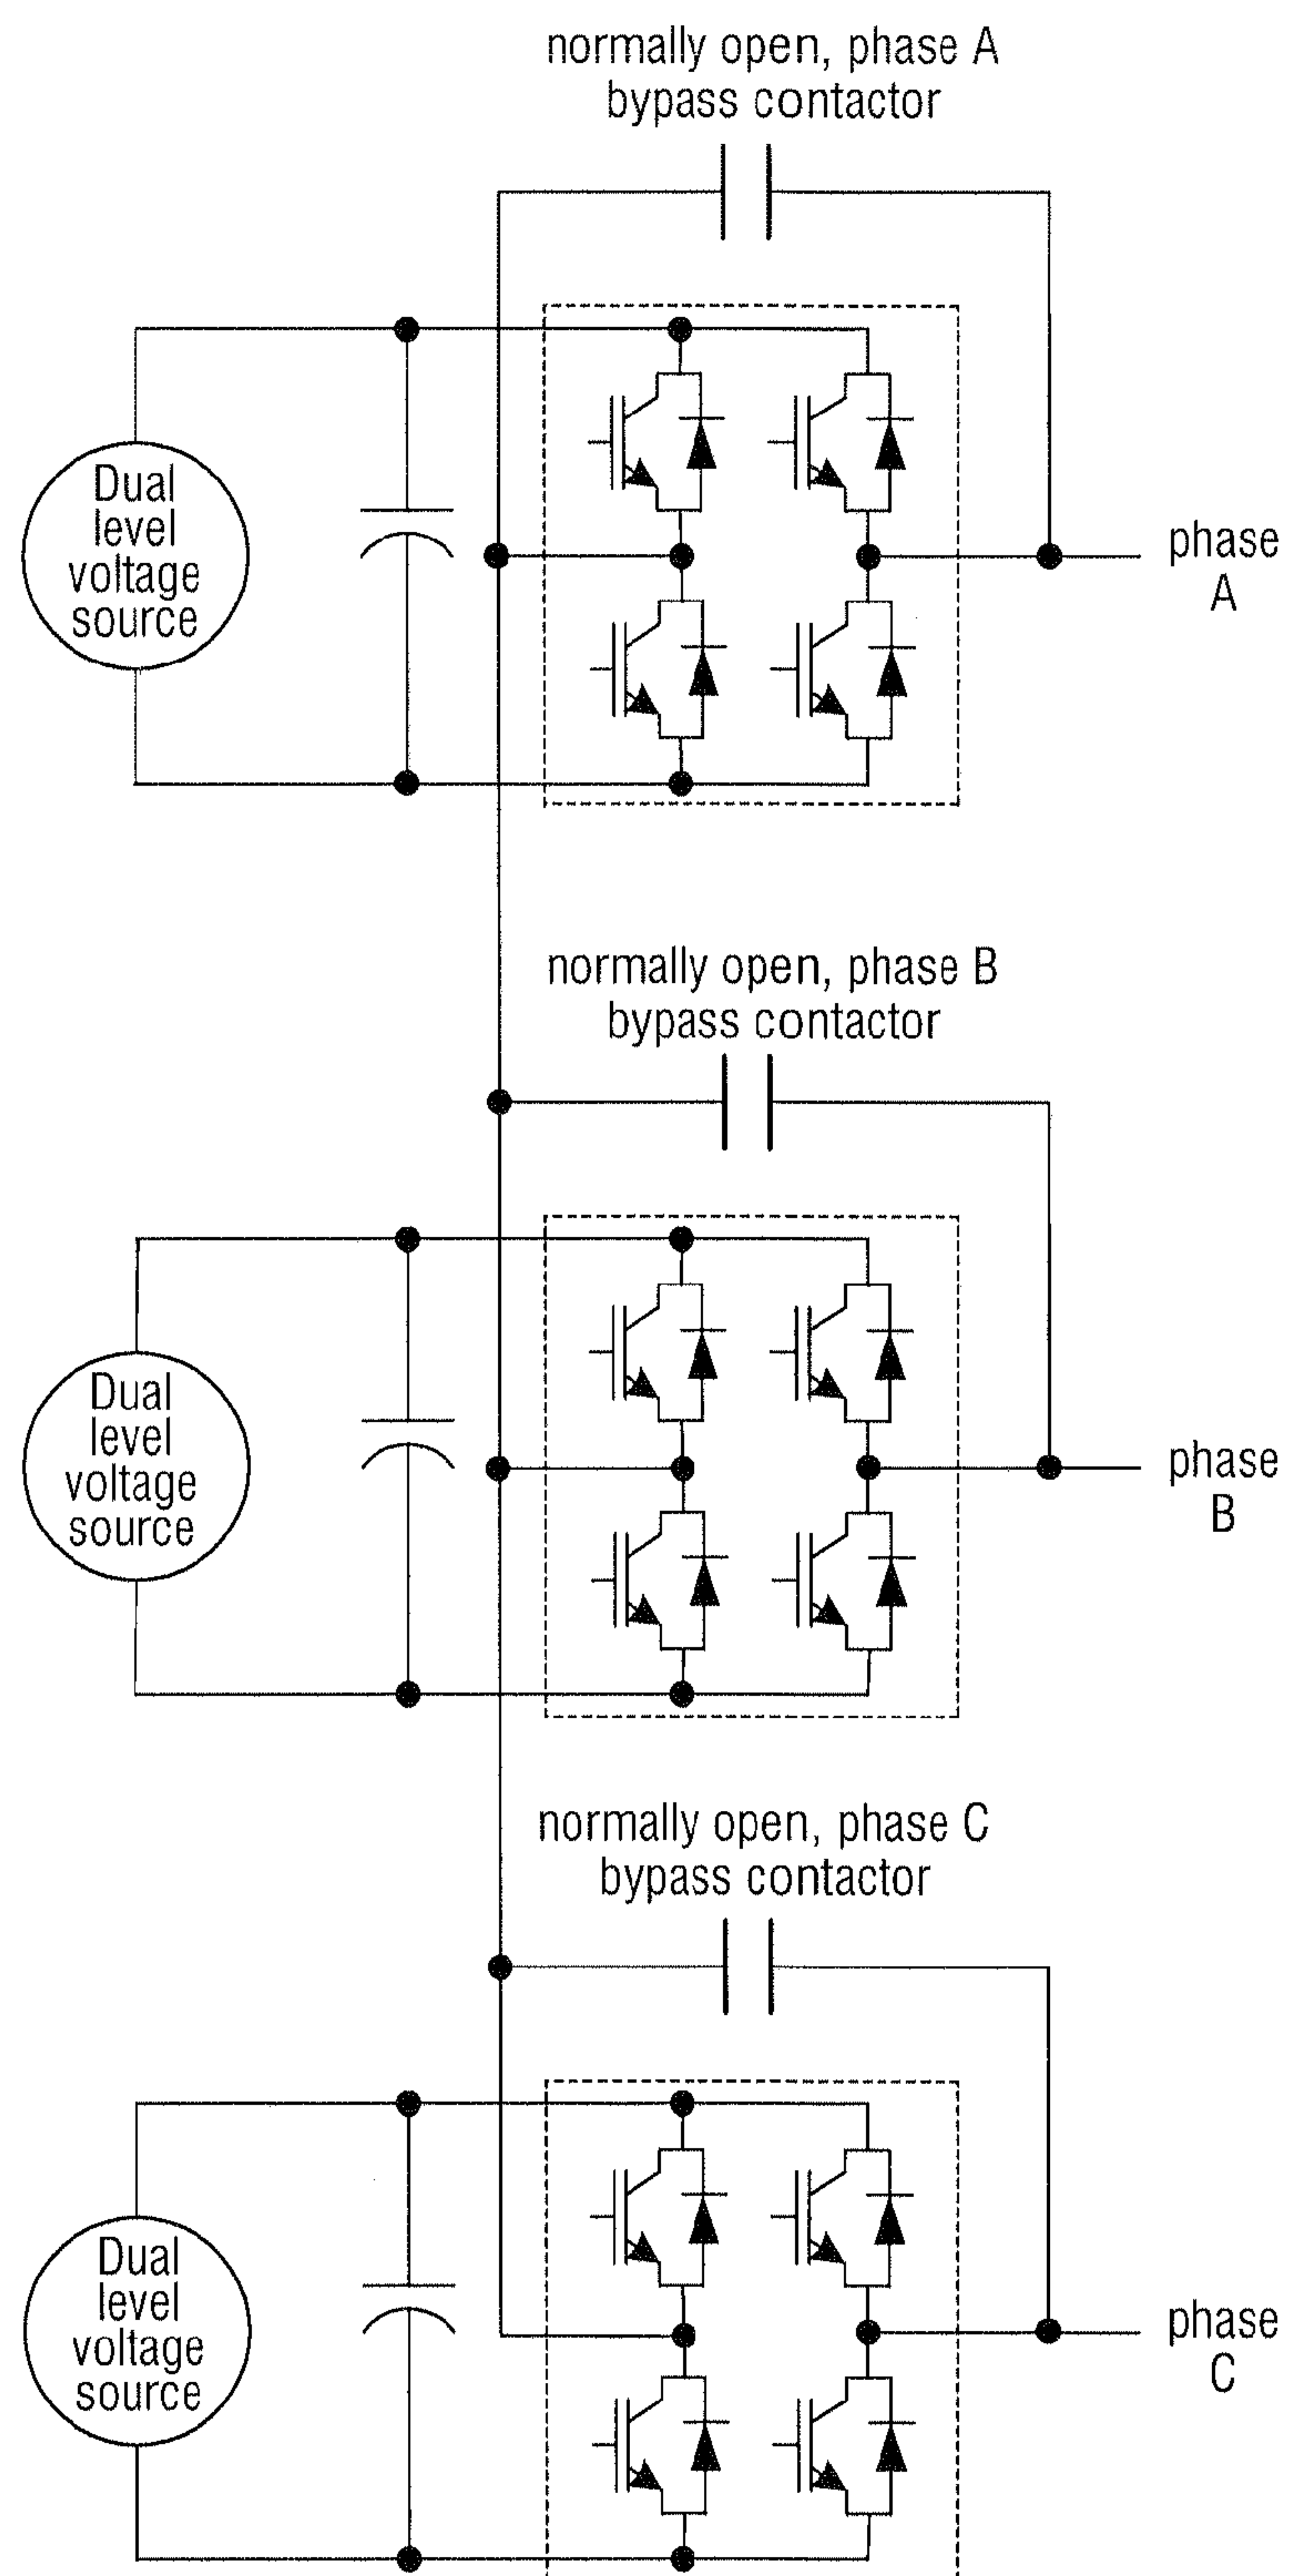 normally open, phase A
bypass contactor
Dual
level
voltage
source
phase
A
normally open, phase B
bypass contactor
Dual
level
voltage
source
phase
B
normally open, phase C
bypass contactor
Dual
level
voltage
source
phase
C